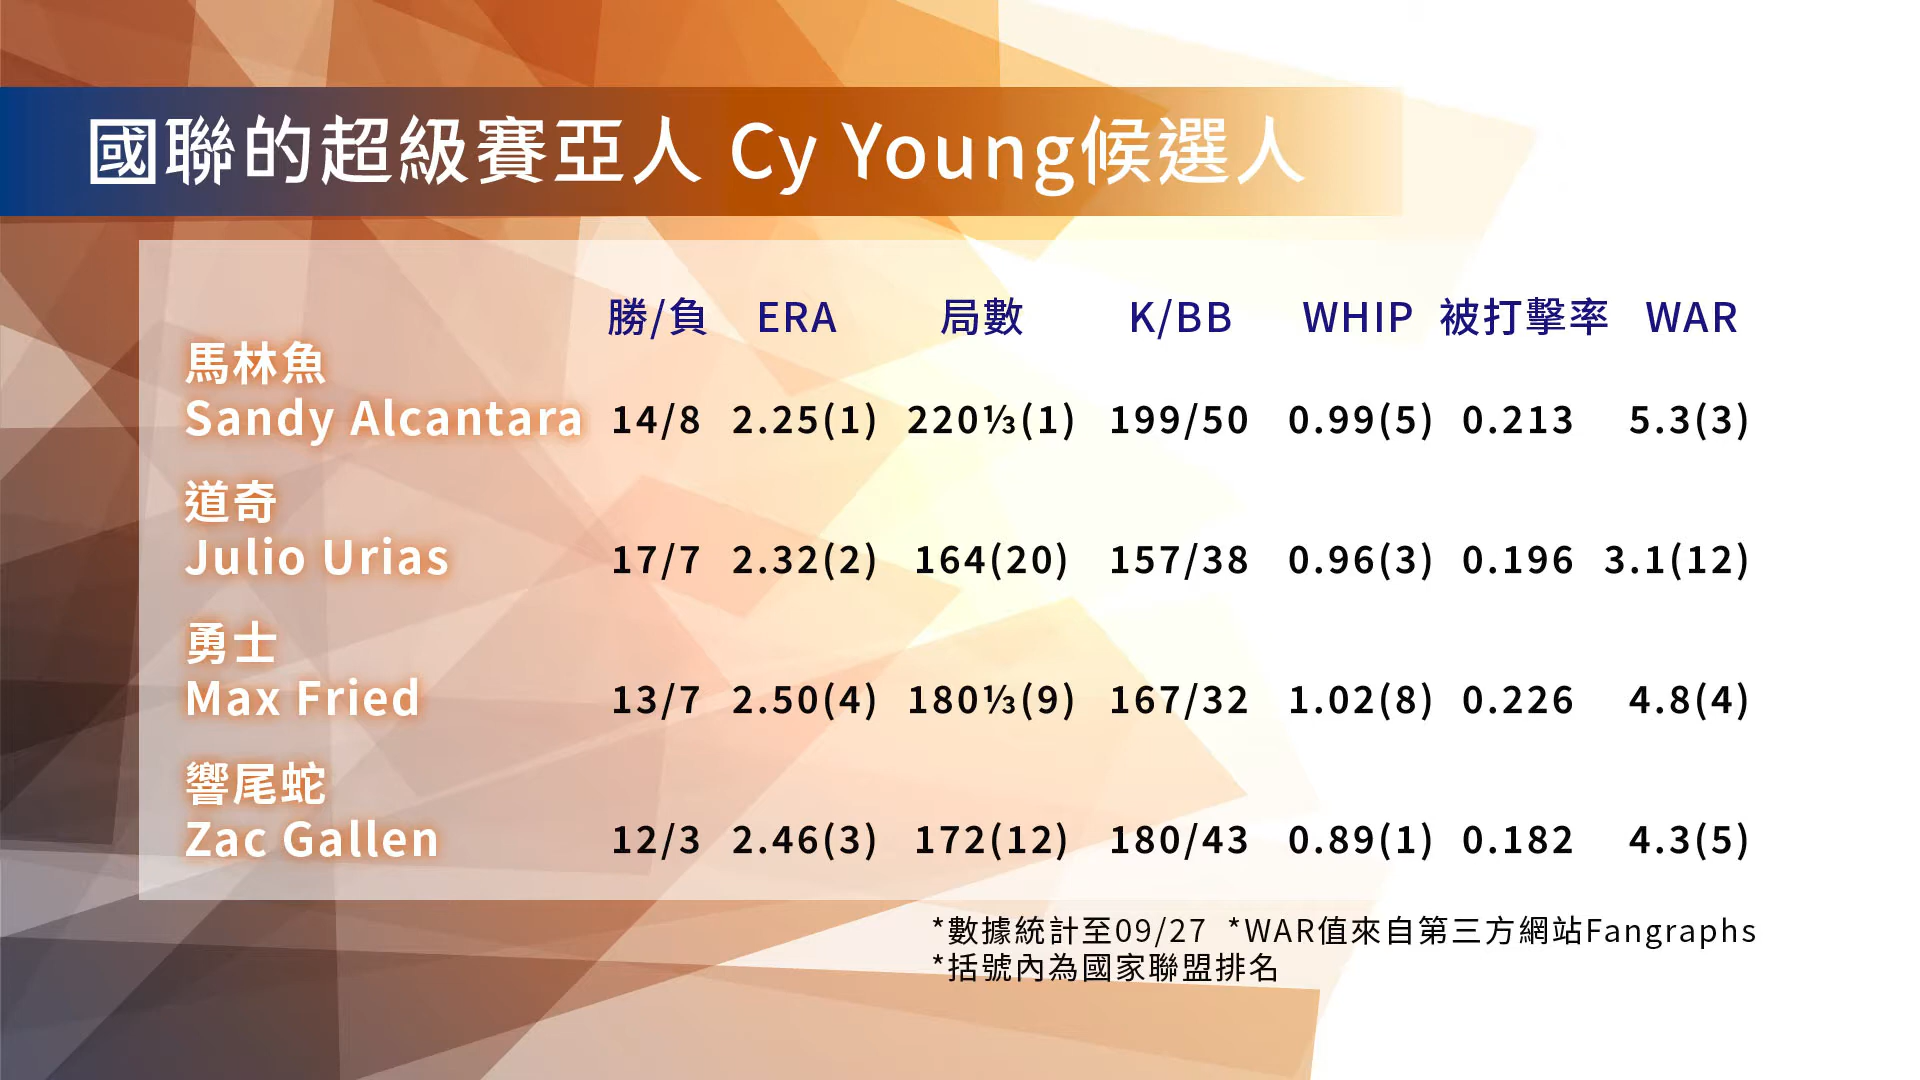 國聯的超級賽亞人 Cy Young候選人
勝/負 ERA 局數 K/BB WHIP 被打擊率 WAR
馬林魚
Sandy Alcantara 14/8 2.25(1) 220⅓(1) 199/50 0.99(5) 0.213 5.3(3)
道奇
Julio Urias 17/7 2.32(2) 164(20) 157/38 0.96(3) 0.196 3.1(12)
勇士
Max Fried 13/7 2.50(4) 180⅓(9) 167/32 1.02(8) 0.226 4.8(4)
響尾蛇
Zac Gallen 12/3 2.46(3) 172(12) 180/43 0.89(1) 0.182 4.3(5)
*數據統計至09/27 *WAR值來自第三方網站Fangraphs
*括號內為國家聯盟排名